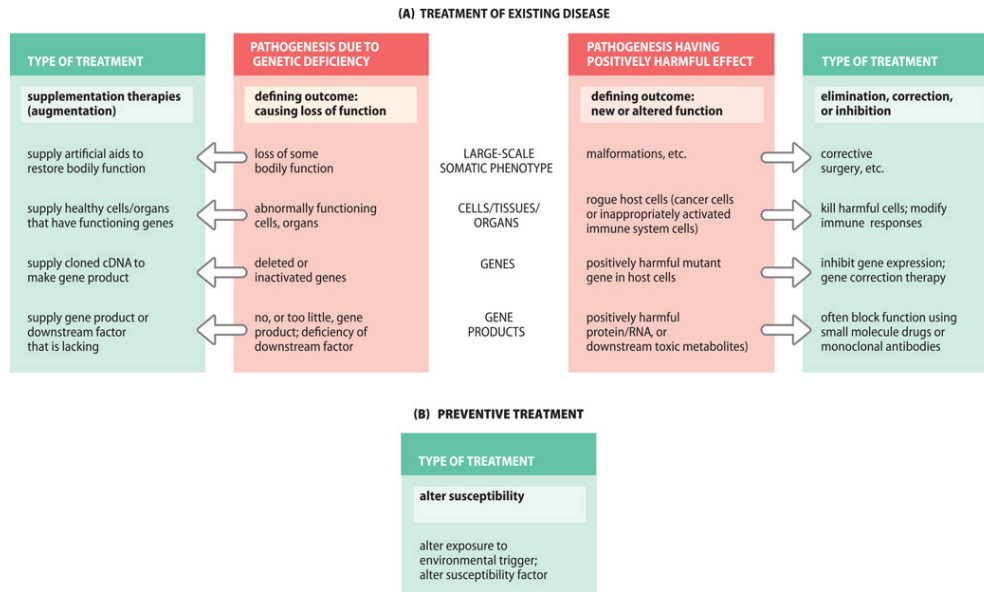 (A) TREATMENT OF EXISTING DISEASE
TYPE OF TREATMENT
supplementation therapies
(augmentation)
supply artificial aids to
restore bodily function
supply healthy cells/organs
that have functioning genes
supply cloned cDNA to
make gene product
supply gene product or
downstream factor
that is lacking
PATHOGENESIS DUE TO
GENETIC DEFICIENCY
defining outcome:
causing loss of function
loss of some
bodily function
abnormally functioning
cells, organs
deleted or
inactivated genes
no, or too little, gene
product; deficiency of
downstream factor
LARGE-SCALE
SOMATIC PHENOTYPE
CELLS/TISSUES/
ORGANS
GENES
GENE
PRODUCTS
PATHOGENESIS HAVING
POSITIVELY HARMFUL EFFECT
defining outcome:
new or altered function
malformations, etc.
rogue host cells (cancer cells
or inappropriately activated
immune system cells)
positively harmful mutant
gene in host cells
positively harmful
protein/RNA, or
downstream toxic metabolites)
TYPE OF TREATMENT
elimination, correction,
or inhibition
corrective
surgery, etc.
kill harmful cells; modify
immune responses
inhibit gene expression;
gene correction therapy
often block function using
small molecule drugs or
monoclonal antibodies
(B) PREVENTIVE TREATMENT
TYPE OF TREATMENT
alter susceptibility
alter exposure to
environmental trigger;
alter susceptibility factor